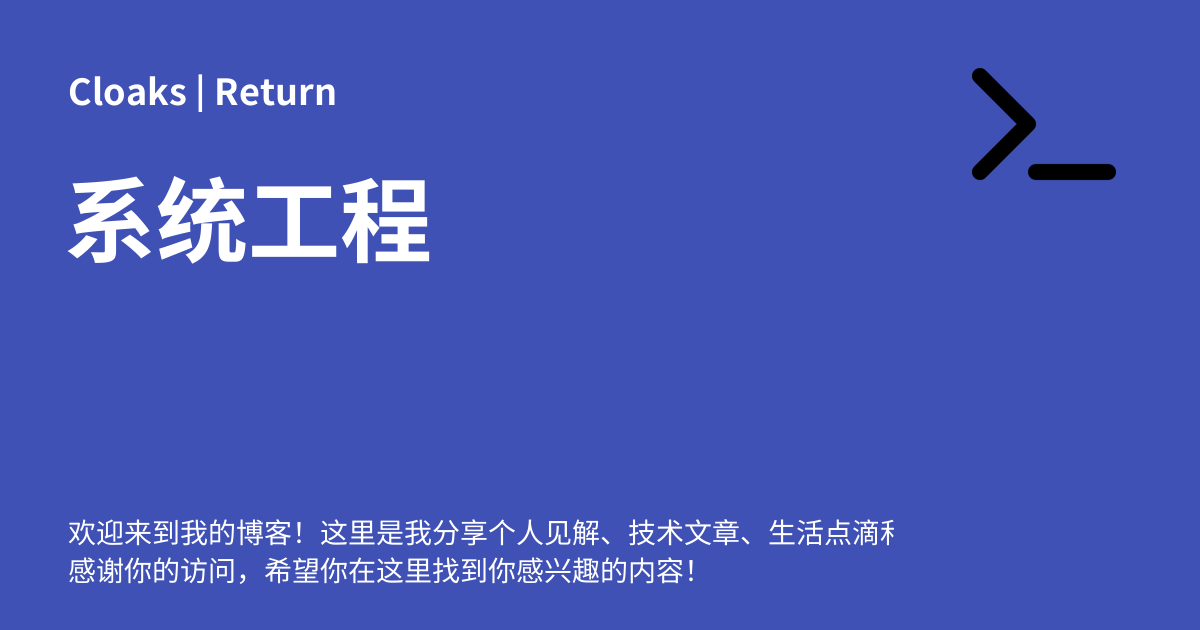 Cloaks | Return
系统工程
欢迎来到我的博客！这里是我分享个人见解、技术文章、生活点滴
感谢你的访问，希望你在这里找到你感兴趣的内容！